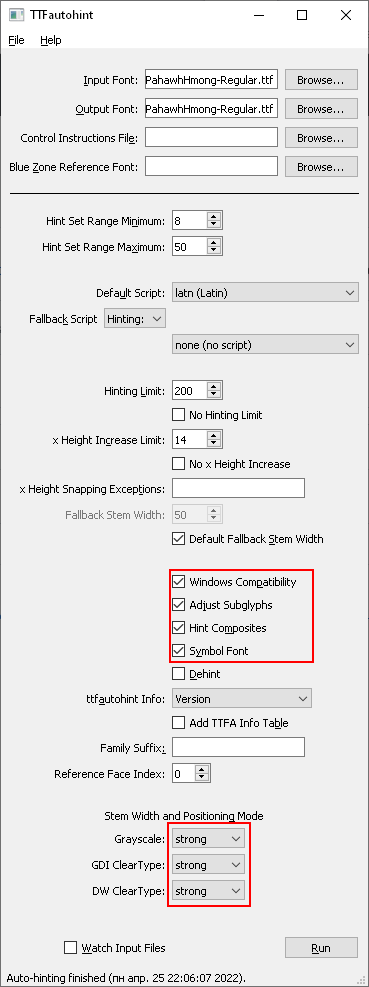 TTFautohint
File Help
Input Font: PahawhHmong-Regular.ttf Browse...
Output Font: PahawhHmong-Regular.ttf Browse...
Control Instructions File: Browse...
Blue Zone Reference Font: Browse...
Hint Set Range Minimum: 8
Hint Set Range Maximum: 50
Default Script: latn (Latin)
Fallback Script Hinting:
none (no script)
Hinting Limit: 200
No Hinting Limit
x Height Increase Limit: 14
No x Height Increase
x Height Snapping Exceptions:
Fallback Stem Width: 50
Default Fallback Stem Width
Windows Compatibility
Adjust Subglyphs
Hint Composites
Symbol Font
Dehint
ttfautohint Info: Version
Add TTFA Info Table
Family Suffix:
Reference Face Index: 0
Stem Width and Positioning Mode
Grayscale: strong
GDI ClearType: strong
DW ClearType: strong
Watch Input Files Run
Auto-hinting finished (пн апр. 25 22:06:07 2022).